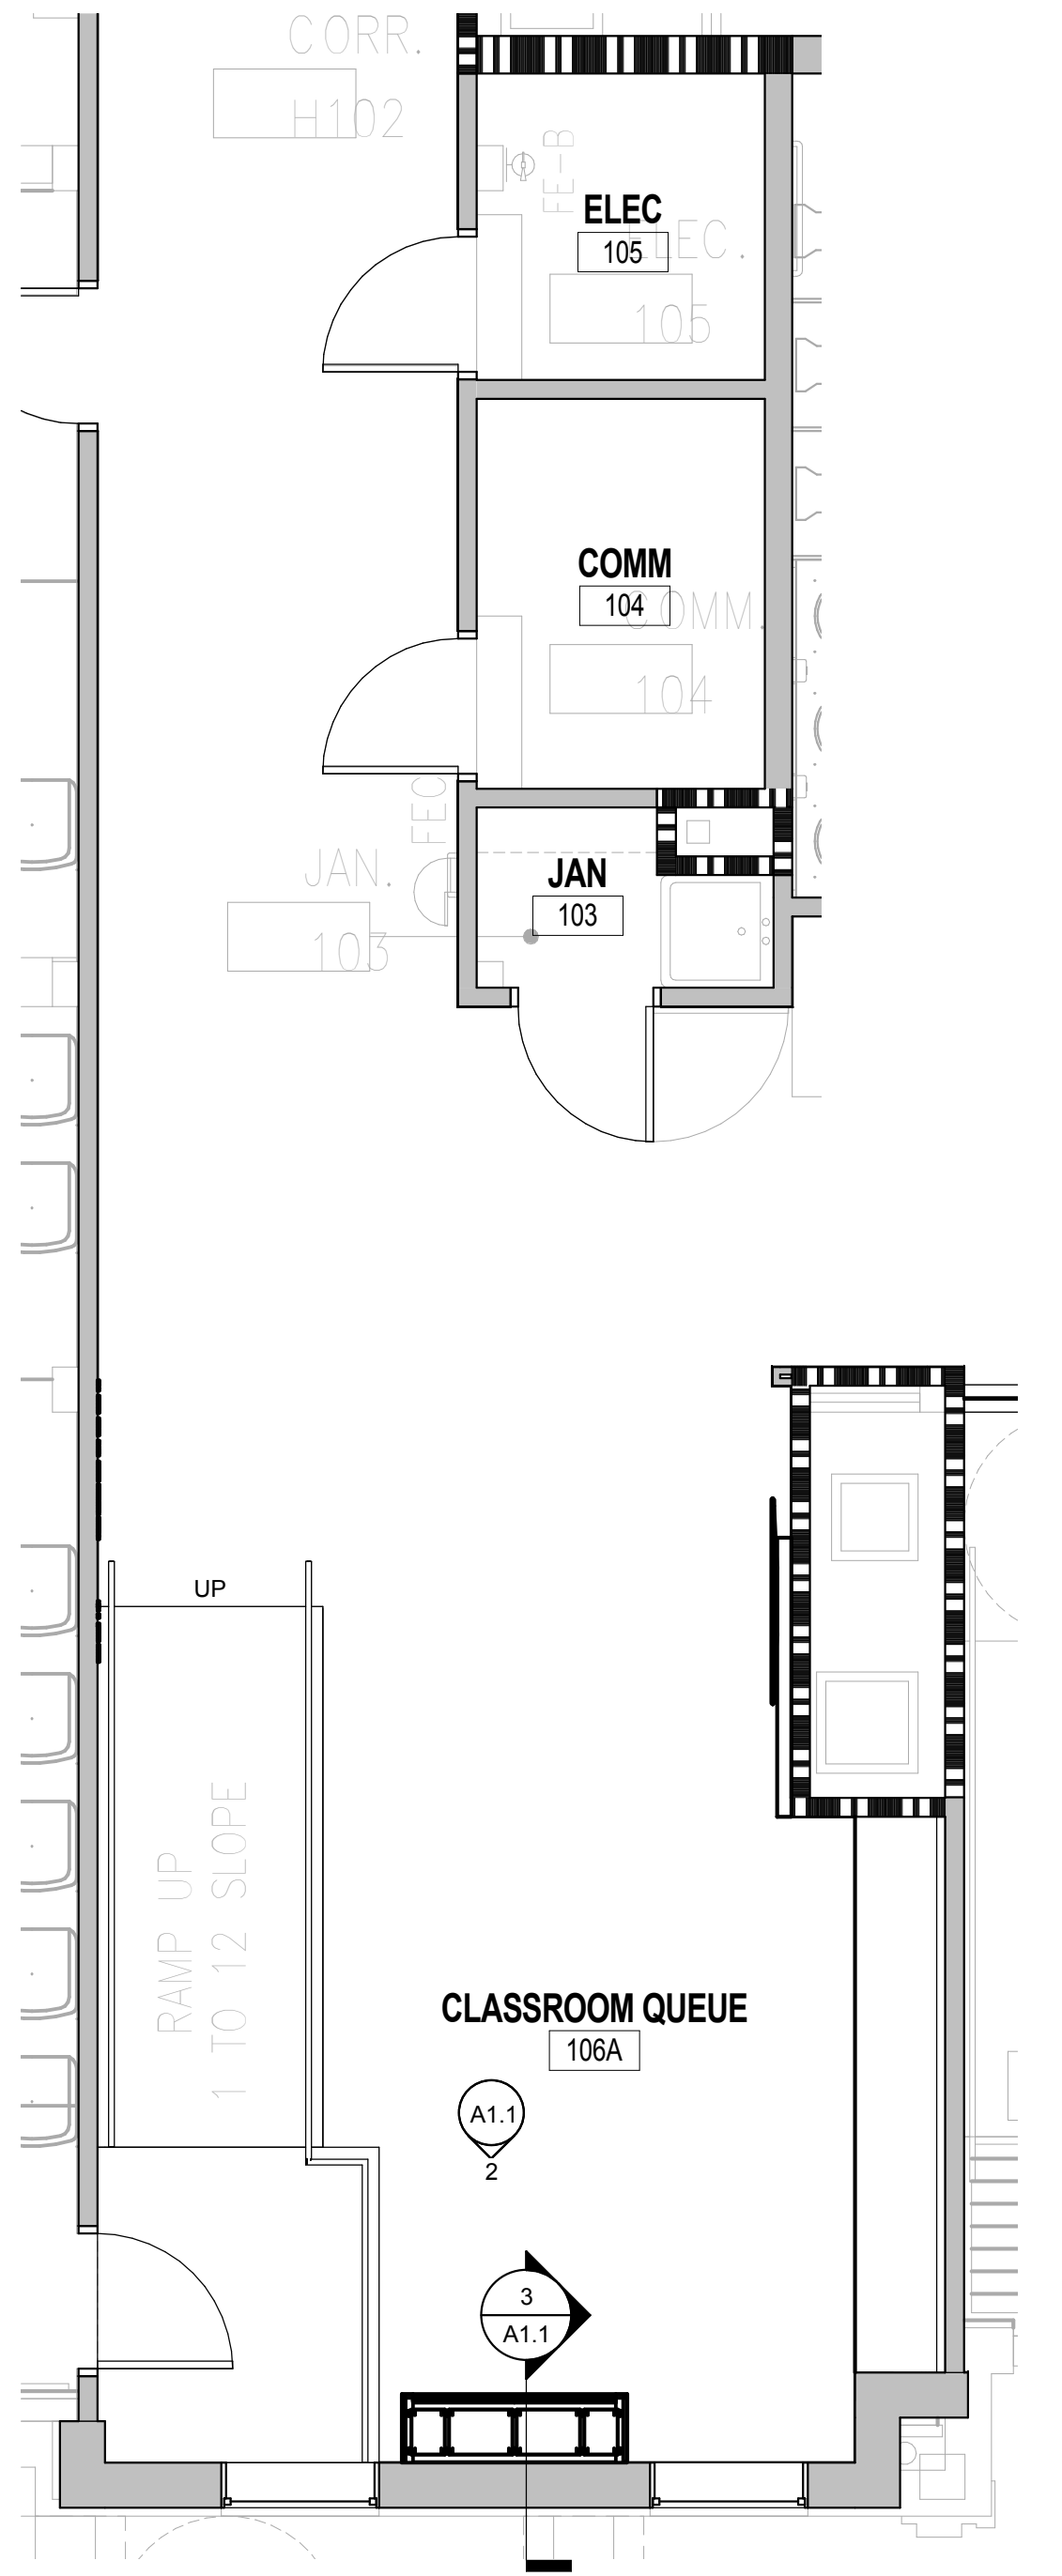 CORR.
H102
FE-B
ELEC
105
ELEC.
105
COMM
104
COMM.
104
FEC
JAN.
103
JAN
103
UP
RAMP UP
1 TO 12 SLOPE
CLASSROOM QUEUE
106A
A1.1
2
3
A1.1